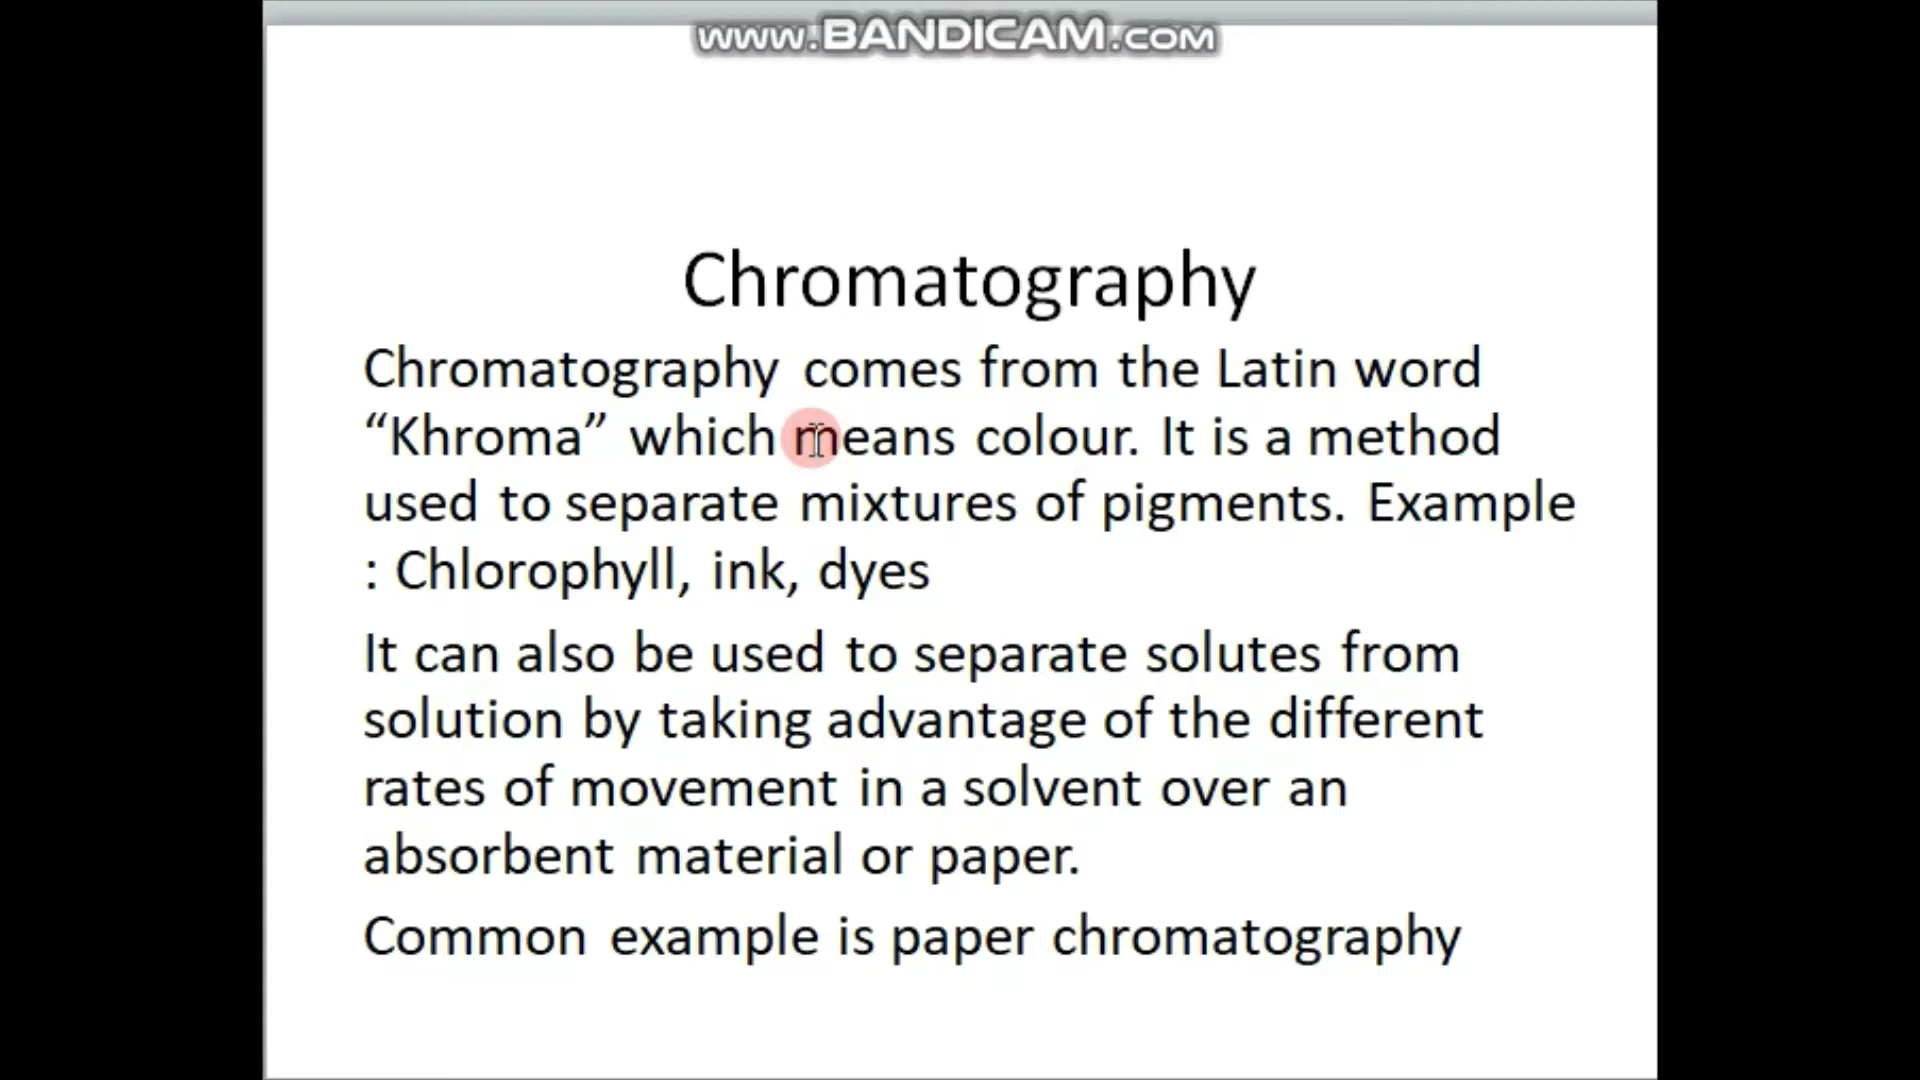 www.BANDICAM.com
Chromatography
Chromatography comes from the Latin word
“Khroma” which means colour. It is a method
used to separate mixtures of pigments. Example
: Chlorophyll, ink, dyes
It can also be used to separate solutes from
solution by taking advantage of the different
rates of movement in a solvent over an
absorbent material or paper.
Common example is paper chromatography